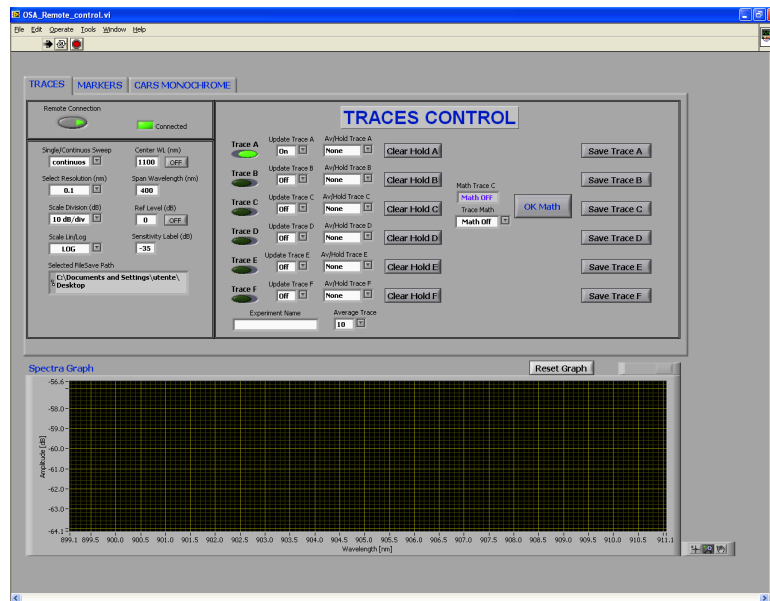 OSA_Remote_control.vi
File Edit Operate Tools Window Help
TRACES MARKERS CARS MONOCHROME
Remote Connection
Connected
Single/Continuos Sweep
continuos
Center WL (nm)
1100 OFF
Select Resolution (nm)
0.1
Span Wavelength (nm)
400
Scale Division (dB)
10 dB/div
Ref Level (dB)
0 OFF
Scale Lin/Log
LOG
Sensitivity Label (dB)
-35
Selected FileSave Path
C:\Documents and Settings\utente\
Desktop
TRACES CONTROL
Trace A
Update Trace A
On
Av/Hold Trace A
None
Clear Hold A
Save Trace A
Trace B
Update Trace B
Off
Av/Hold Trace B
None
Clear Hold B
Save Trace B
Trace C
Update Trace C
Off
Av/Hold Trace C
None
Clear Hold C
Save Trace C
Math Trace C
Math OFF
Trace Math
Math Off
OK Math
Trace D
Update Trace D
Off
Av/Hold Trace D
None
Clear Hold D
Save Trace D
Trace E
Update Trace E
Off
Av/Hold Trace E
None
Clear Hold E
Save Trace E
Trace F
Update Trace F
Off
Av/Hold Trace F
None
Clear Hold F
Save Trace F
Experiment Name
Average Trace
10
Spectra Graph
Reset Graph
Amplitude [dB]
-56.6
-58.0
-59.0
-60.0
-61.0
-62.0
-63.0
-64.1
899.1 899.5 900.0 900.5 901.0 901.5 902.0 902.5 903.0 903.5 904.0 904.5 905.0 905.5 906.0 906.5 907.0 907.5 908.0 908.5 909.0 909.5 910.0 910.5 911.1
Wavelength [nm]